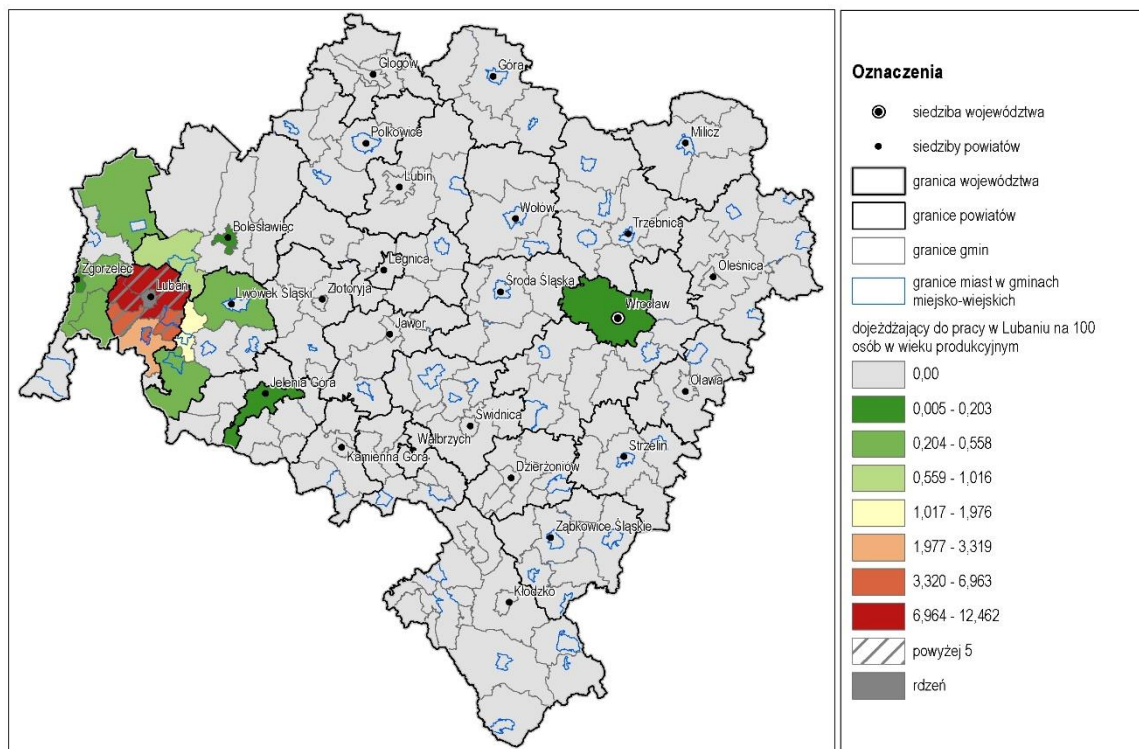 Głogów
Góra
Polkowice
Milicz
Lubin
Wołów
Trzebnica
Bolesławiec
Legnica
Oleśnica
Zgorzelec
Środa Śląska
Lubań
Lwówek Śląski
Złotoryja
Wrocław
Jawor
Jelenia Góra
Oława
Świdnica
Wałbrzych
Kamienna Góra
Strzelin
Dzierżoniów
Ząbkowice Śląskie
Kłodzko
Oznaczenia
siedziba województwa
siedziby powiatów
granica województwa
granice powiatów
granice gmin
granice miast w gminach
miejsko-wiejskich
dojeżdżający do pracy w Lubaniu na 100
osób w wieku produkcyjnym
0,00
0,005 - 0,203
0,204 - 0,558
0,559 - 1,016
1,017 - 1,976
1,977 - 3,319
3,320 - 6,963
6,964 - 12,462
powyżej 5
rdzeń